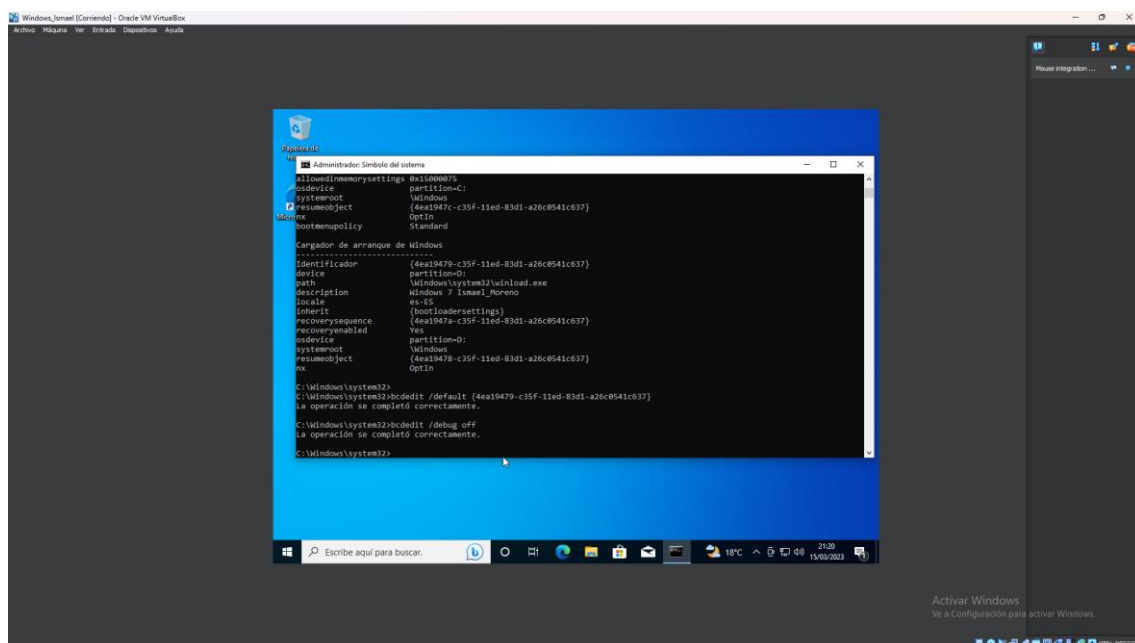 Windows_Ismael [Corriendo] - Oracle VM VirtualBox
Archivo Máquina Ver Entrada Dispositivos Ayuda
Mouse integration ...
Papelera de
Administrador: Símbolo del sistema
allowedinmemorysettings 0x15000075
osdevice partition=C:
systemroot \Windows
resumeobject {4ea1947c-c35f-11ed-83d1-a26c0541c637}
nx OptIn
bootmenupolicy Standard
Cargador de arranque de Windows
-----------------------------
Identificador {4ea19479-c35f-11ed-83d1-a26c0541c637}
device partition=D:
path \Windows\system32\winload.exe
description Windows 7 Ismael_Moreno
locale es-ES
inherit {bootloadersettings}
recoverysequence {4ea1947a-c35f-11ed-83d1-a26c0541c637}
recoveryenabled Yes
osdevice partition=D:
systemroot \Windows
resumeobject {4ea19478-c35f-11ed-83d1-a26c0541c637}
nx OptIn
C:\Windows\system32>
C:\Windows\system32>bcdedit /default {4ea19479-c35f-11ed-83d1-a26c0541c637}
La operación se completó correctamente.
C:\Windows\system32>bcdedit /debug off
La operación se completó correctamente.
C:\Windows\system32>
Escribe aquí para buscar.
18°C
21:20
15/03/2023
Activar Windows
Ve a Configuración para activar Windows.